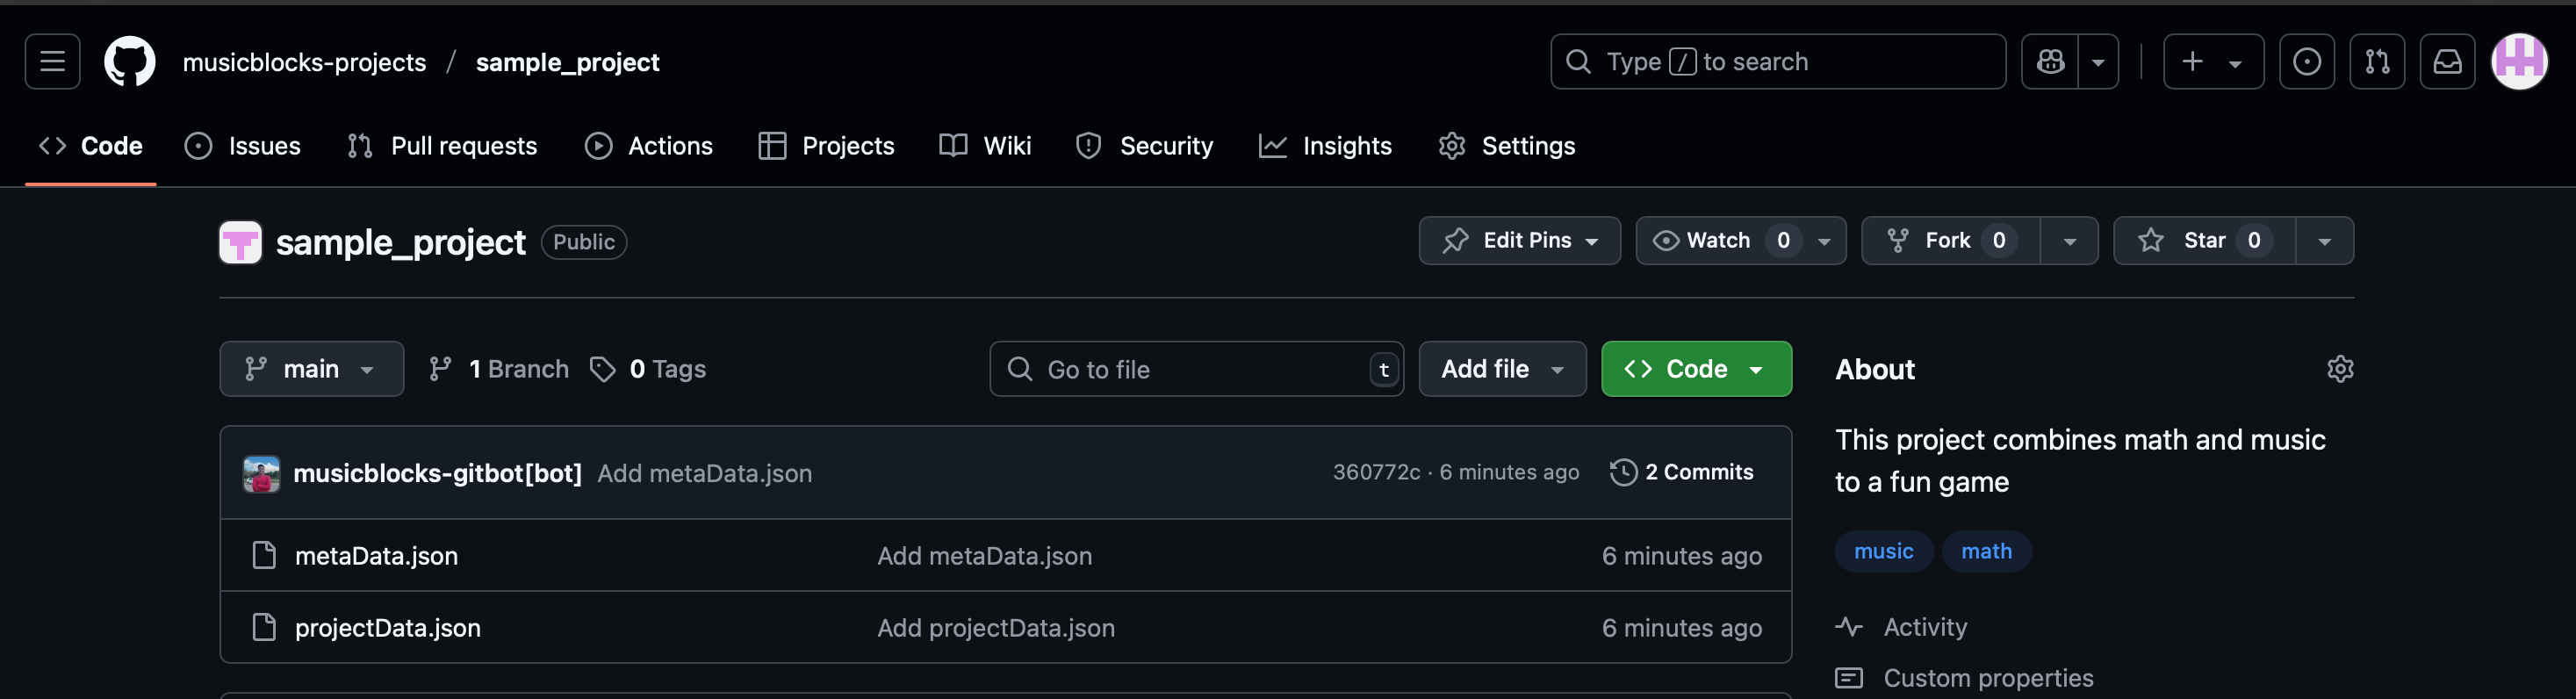 musicblocks-projects / sample_project
Type / to search
Code Issues Pull requests Actions Projects Wiki Security Insights Settings
sample_project Public
Edit Pins Watch 0 Fork 0 Star 0
main 1 Branch 0 Tags
Go to file t Add file Code
About
This project combines math and music
to a fun game
music math
Activity
Custom properties
musicblocks-gitbot[bot] Add metaData.json 360772c · 6 minutes ago 2 Commits
metaData.json Add metaData.json 6 minutes ago
projectData.json Add projectData.json 6 minutes ago